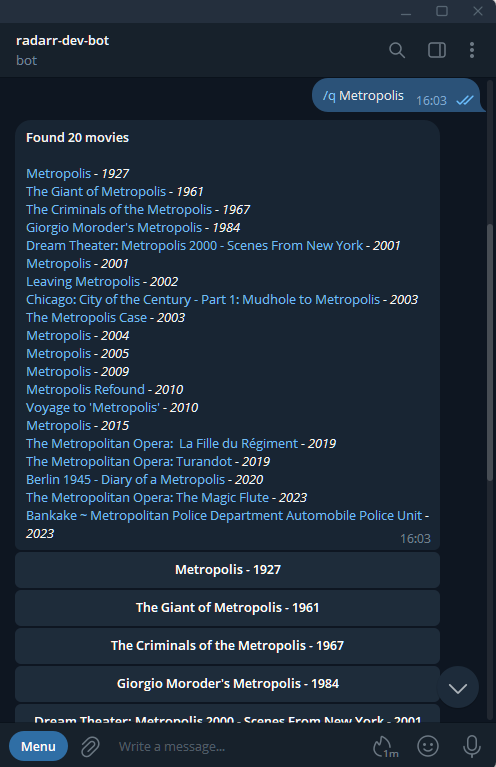 radarr-dev-bot
bot
/q Metropolis 16:03
Found 20 movies
Metropolis - 1927
The Giant of Metropolis - 1961
The Criminals of the Metropolis - 1967
Giorgio Moroder's Metropolis - 1984
Dream Theater: Metropolis 2000 - Scenes From New York - 2001
Metropolis - 2001
Leaving Metropolis - 2002
Chicago: City of the Century - Part 1: Mudhole to Metropolis - 2003
The Metropolis Case - 2003
Metropolis - 2004
Metropolis - 2005
Metropolis - 2009
Metropolis Refound - 2010
Voyage to 'Metropolis' - 2010
Metropolis - 2015
The Metropolitan Opera: La Fille du Régiment - 2019
The Metropolitan Opera: Turandot - 2019
Berlin 1945 - Diary of a Metropolis - 2020
The Metropolitan Opera: The Magic Flute - 2023
Bankake ~ Metropolitan Police Department Automobile Police Unit -
2023
16:03
Metropolis - 1927
The Giant of Metropolis - 1961
The Criminals of the Metropolis - 1967
Giorgio Moroder's Metropolis - 1984
Dream Theater: Metropolis 2000 - Scenes From New York - 2001
Menu
Write a message...
1m